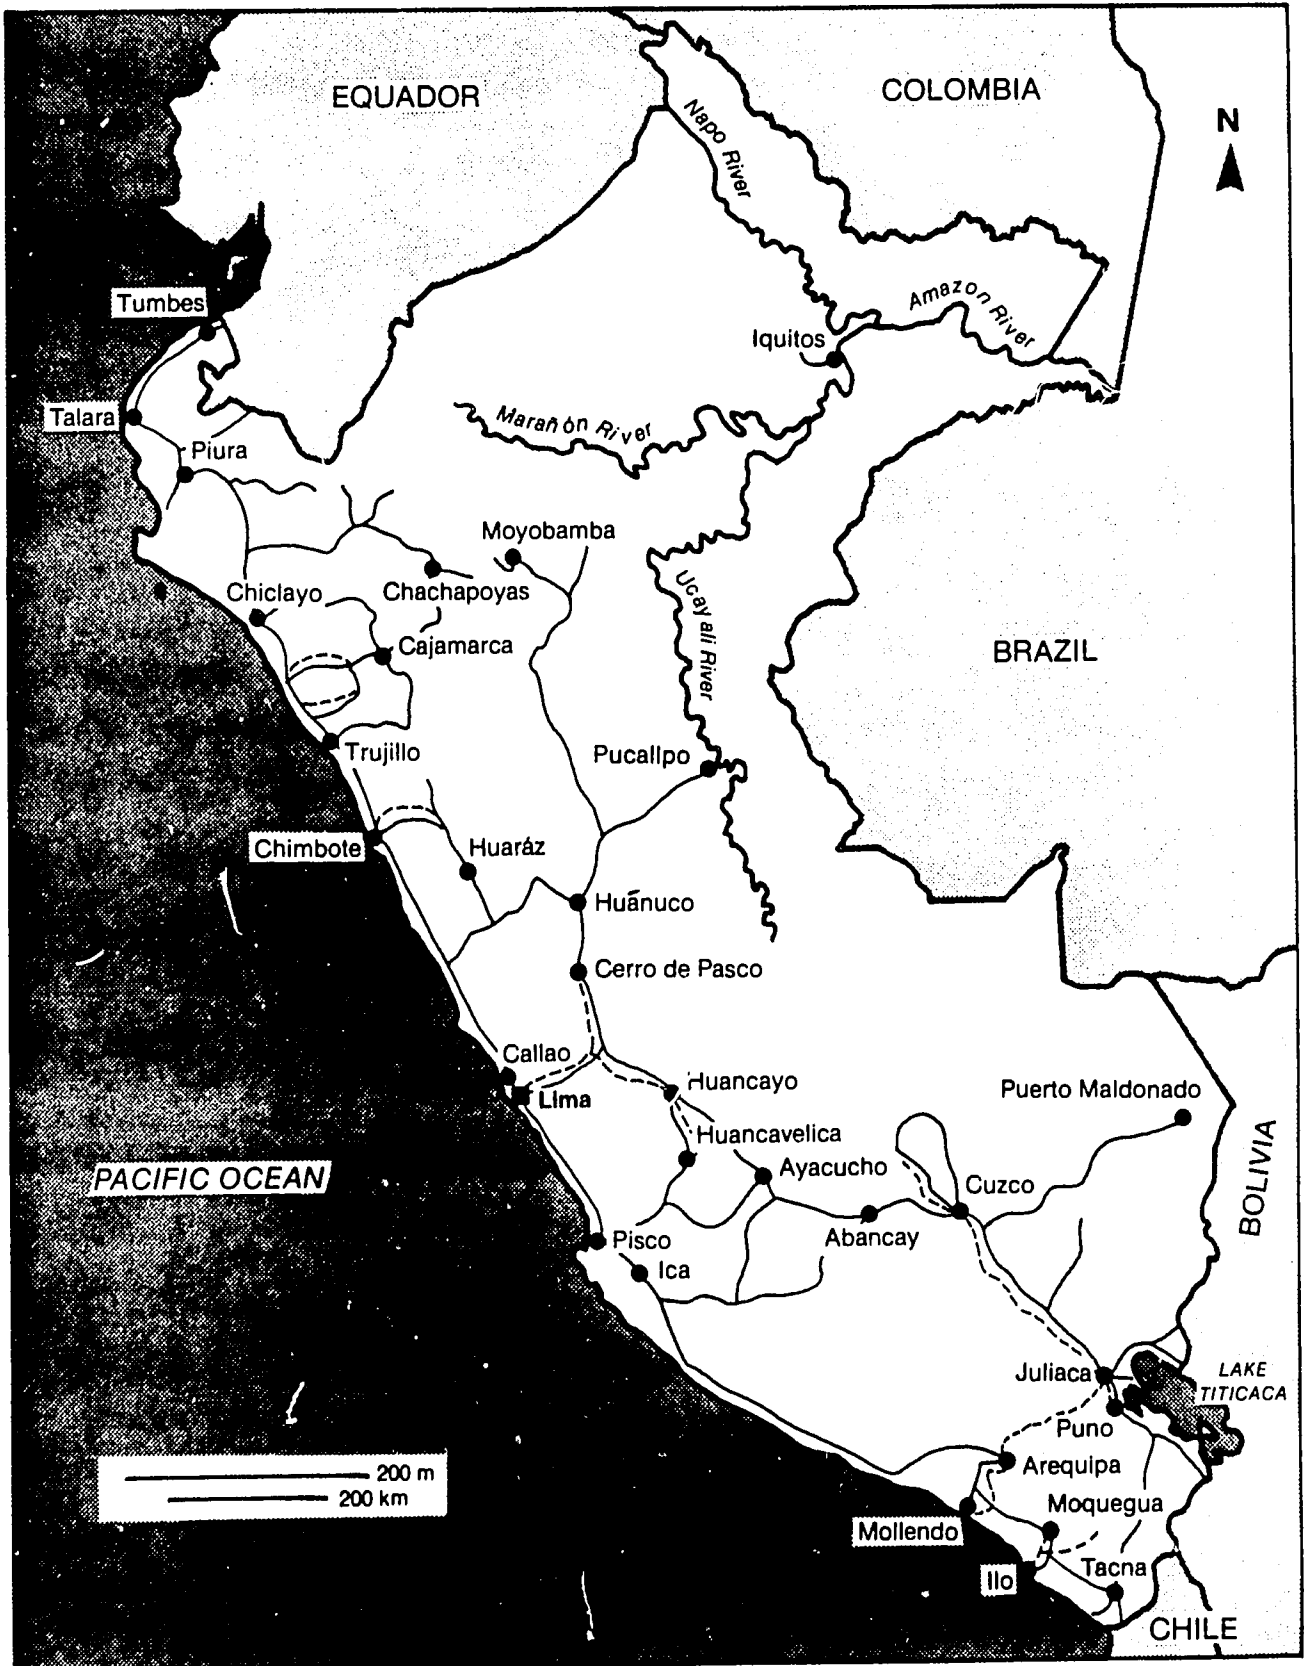 EQUADOR
COLOMBIA
N
Napo River
Tumbes
Amazon River
Iquitos
Talara
Marañón River
Piura
Moyobamba
Chiclayo
Chachapoyas
Ucayali River
Cajamarca
BRAZIL
Trujillo
Pucallpo
Chimbote
Huaráz
Huãnuco
Cerro de Pasco
Callao
Huancayo
Puerto Maldonado
Lima
Huancavelica
BOLIVIA
PACIFIC OCEAN
Ayacucho
Cuzco
Pisco
Abancay
Ica
Juliaca
LAKE
TITICACA
Puno
200 m
Arequipa
200 km
Moquegua
Mollendo
Ilo
Tacna
CHILE